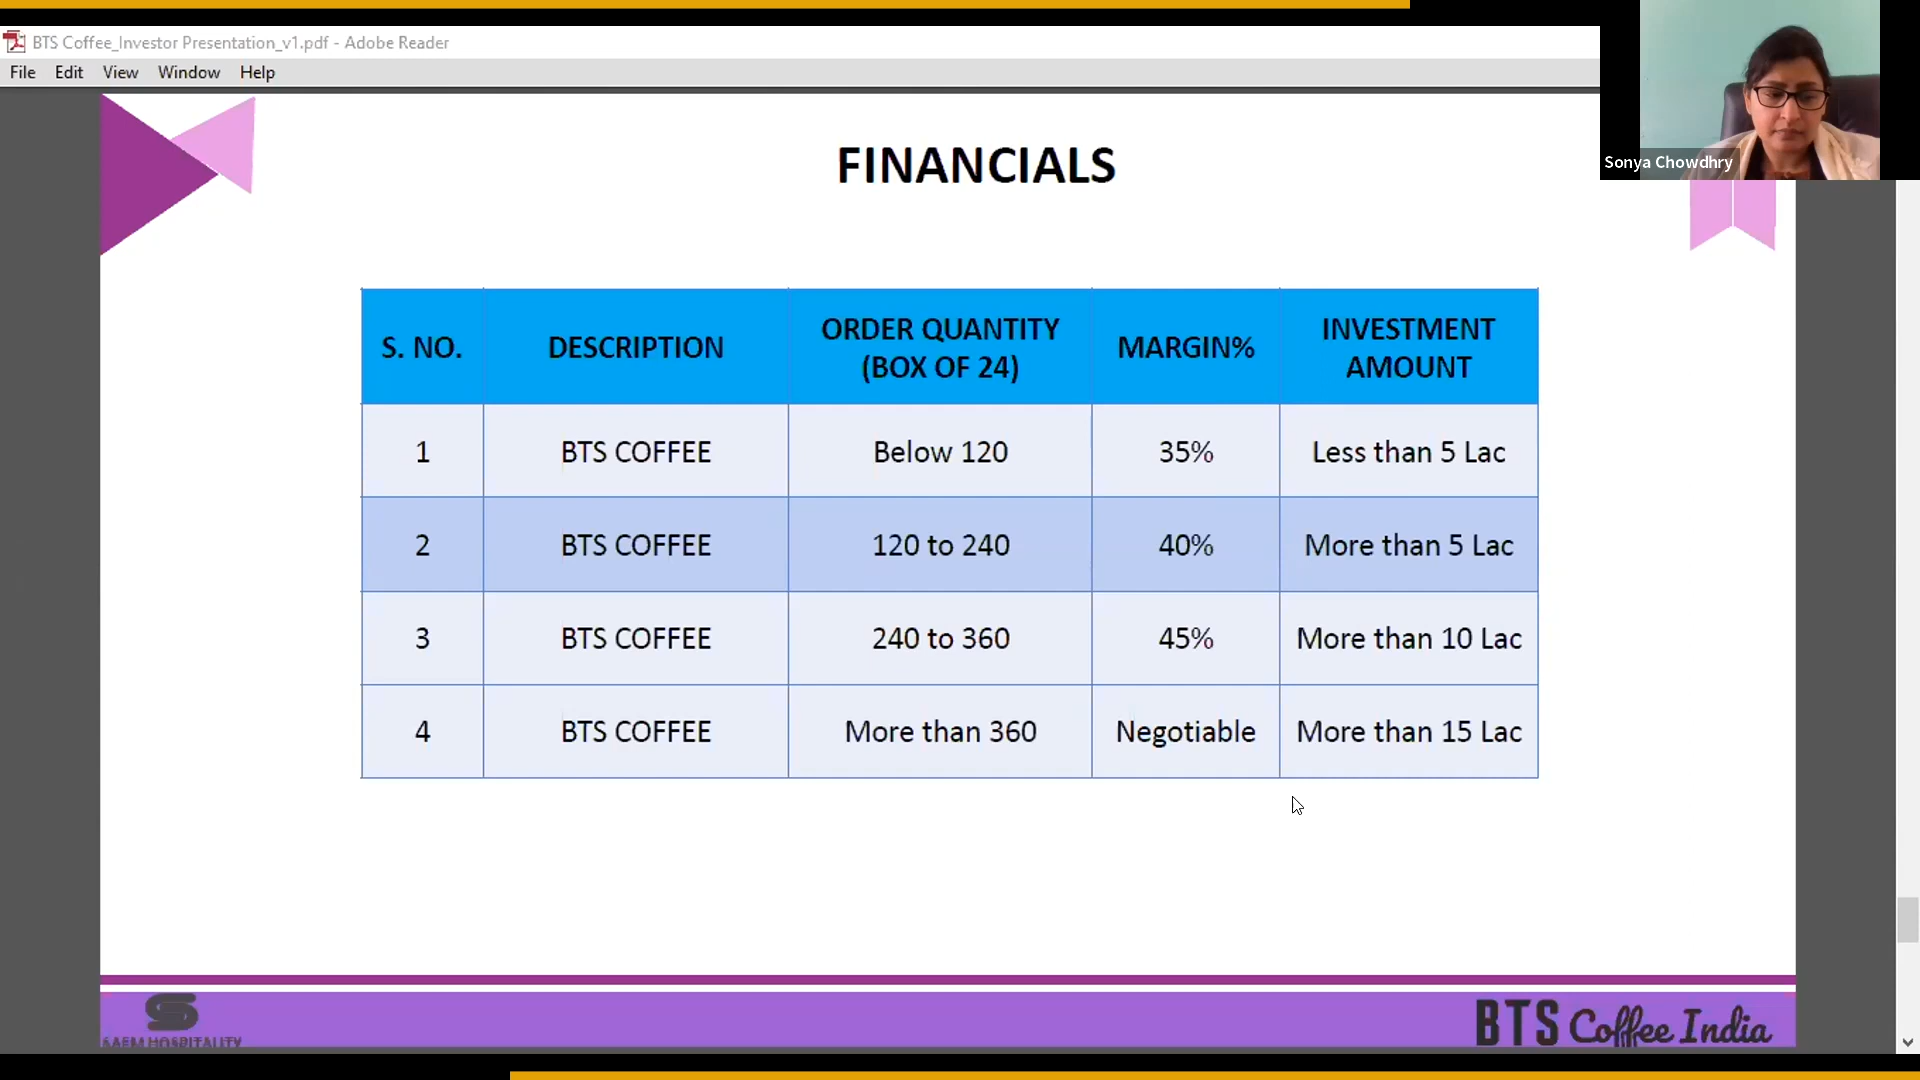 BTS Coffee_Investor Presentation_v1.pdf - Adobe Reader
File Edit View Window Help
Sonya Chowdhry
FINANCIALS
S. NO. DESCRIPTION ORDER QUANTITY (BOX OF 24) MARGIN% INVESTMENT AMOUNT
1 BTS COFFEE Below 120 35% Less than 5 Lac
2 BTS COFFEE 120 to 240 40% More than 5 Lac
3 BTS COFFEE 240 to 360 45% More than 10 Lac
4 BTS COFFEE More than 360 Negotiable More than 15 Lac
HOSPITALITY
BTS Coffee India